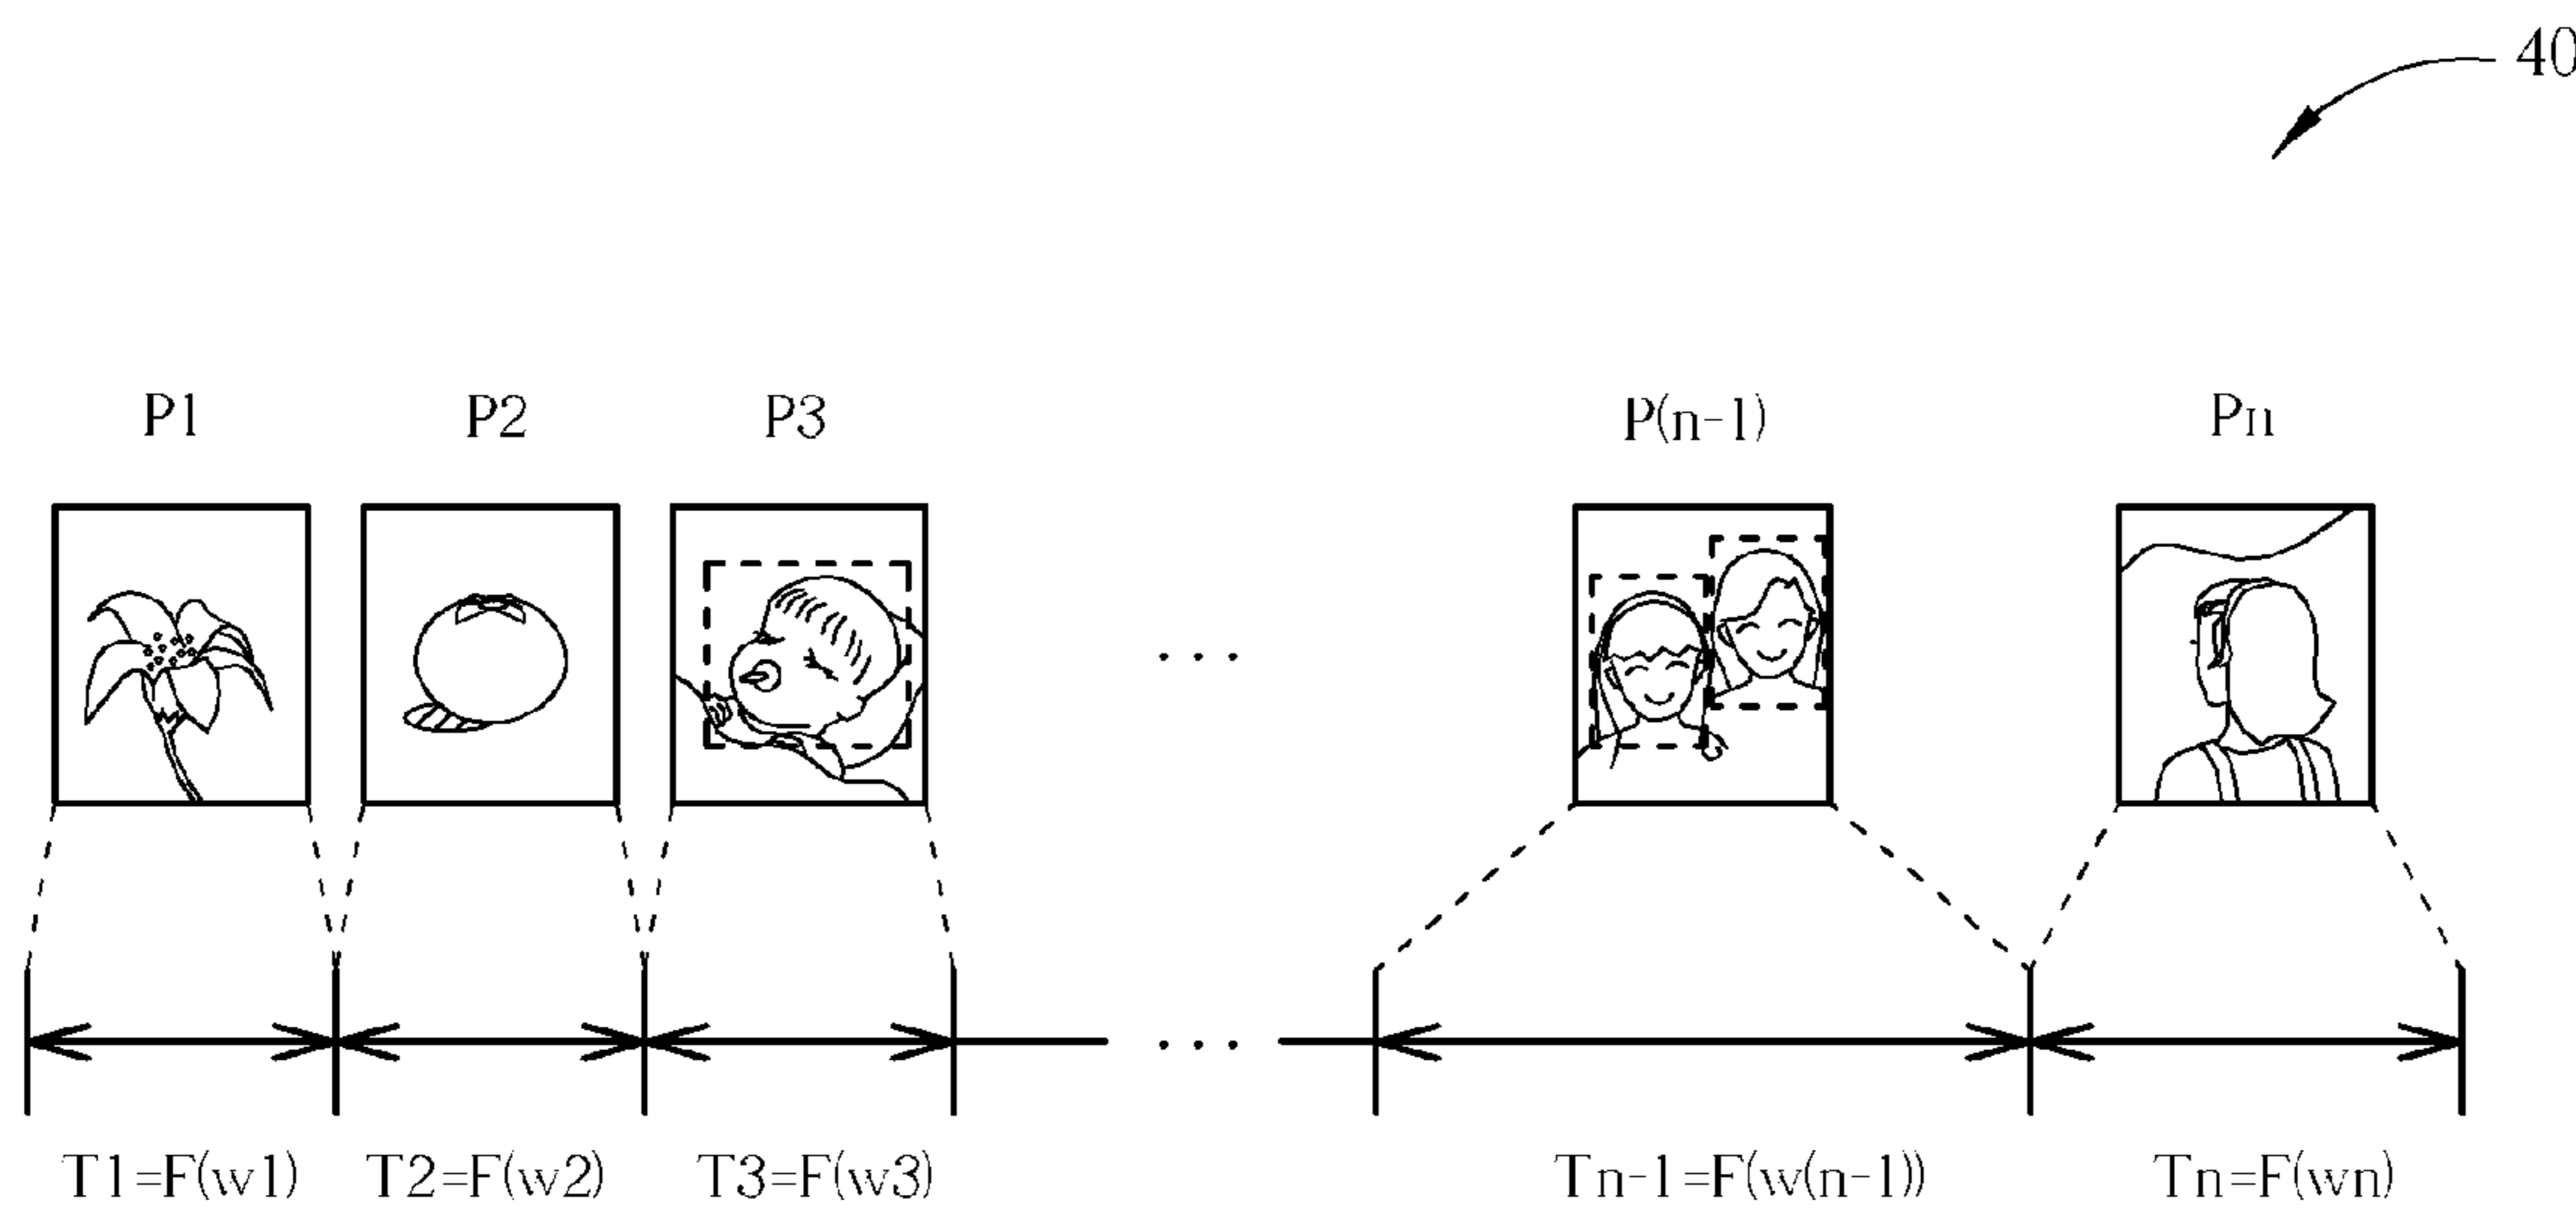 40
P1 P2 P3 P(n-1) Pn
... 
...
T1=F(w1) T2=F(w2) T3=F(w3) Tn-1=F(w(n-1)) Tn=F(wn)